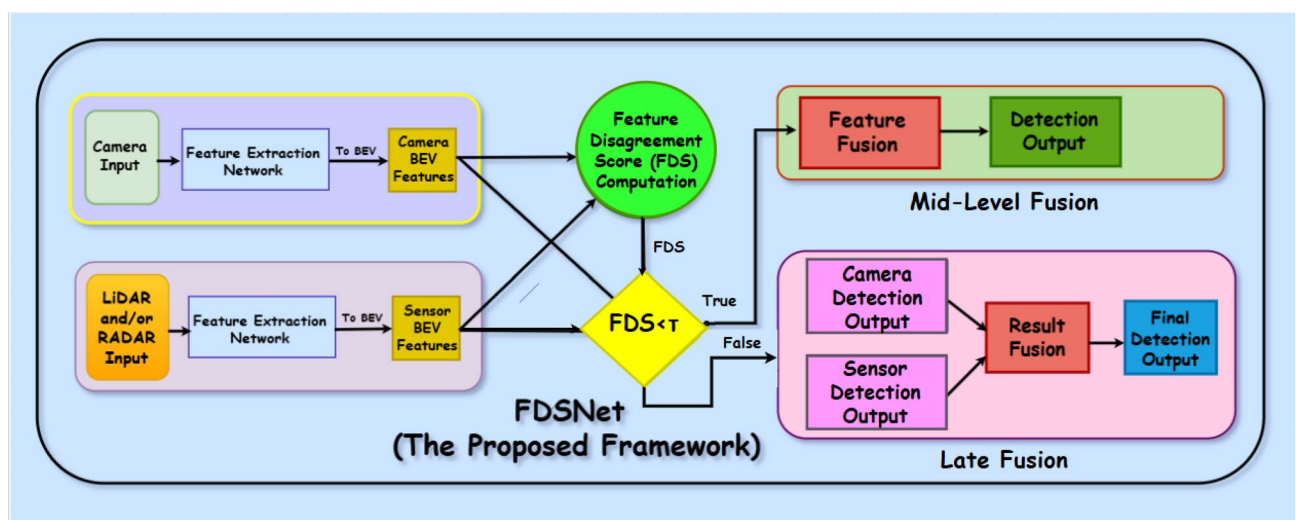 Camera
Input
Feature Extraction
Network
To BEV
Camera
BEV
Features
Feature
Disagreement
Score (FDS)
Computation
FDS
FDS<τ
True
False
LiDAR
and/or
RADAR
Input
Feature Extraction
Network
To BEV
Sensor
BEV
Features
Feature
Fusion
Detection
Output
Mid-Level Fusion
Camera
Detection
Output
Sensor
Detection
Output
Result
Fusion
Final
Detection
Output
Late Fusion
FDSNet
(The Proposed Framework)